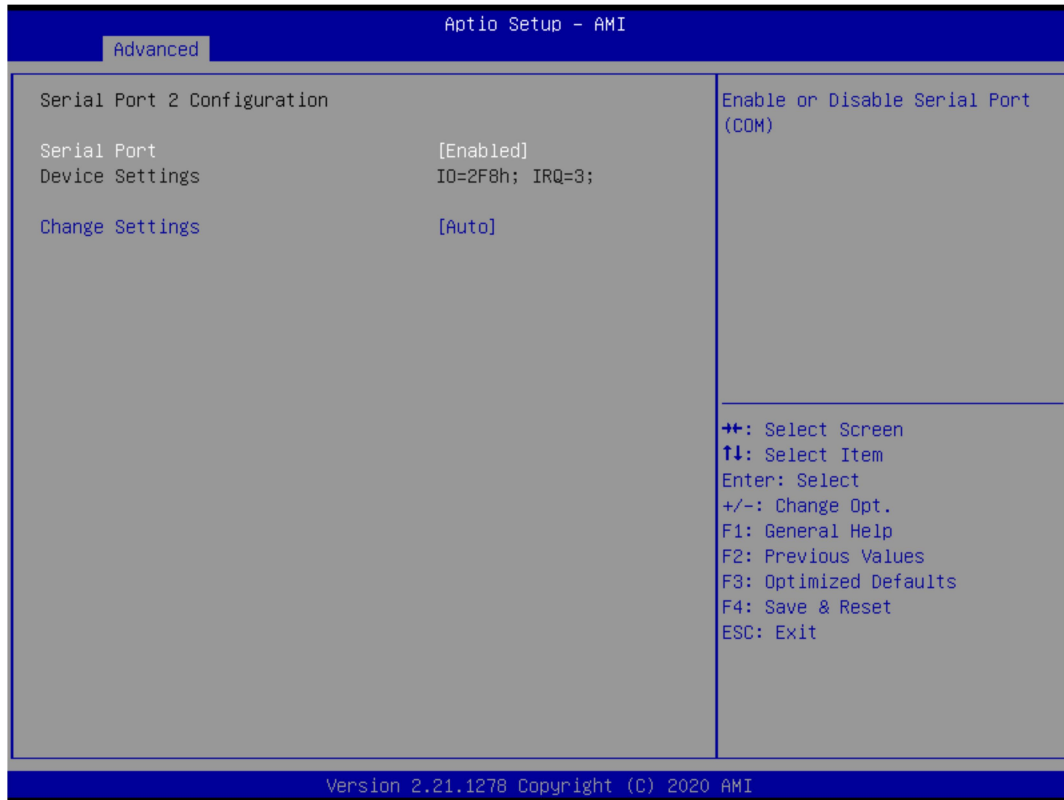 Aptio Setup - AMI
Advanced
Serial Port 2 Configuration
Serial Port [Enabled]
Device Settings IO=2F8h; IRQ=3;
Change Settings [Auto]
Enable or Disable Serial Port
(COM)
→←: Select Screen
↑↓: Select Item
Enter: Select
+/-: Change Opt.
F1: General Help
F2: Previous Values
F3: Optimized Defaults
F4: Save & Reset
ESC: Exit
Version 2.21.1278 Copyright (C) 2020 AMI